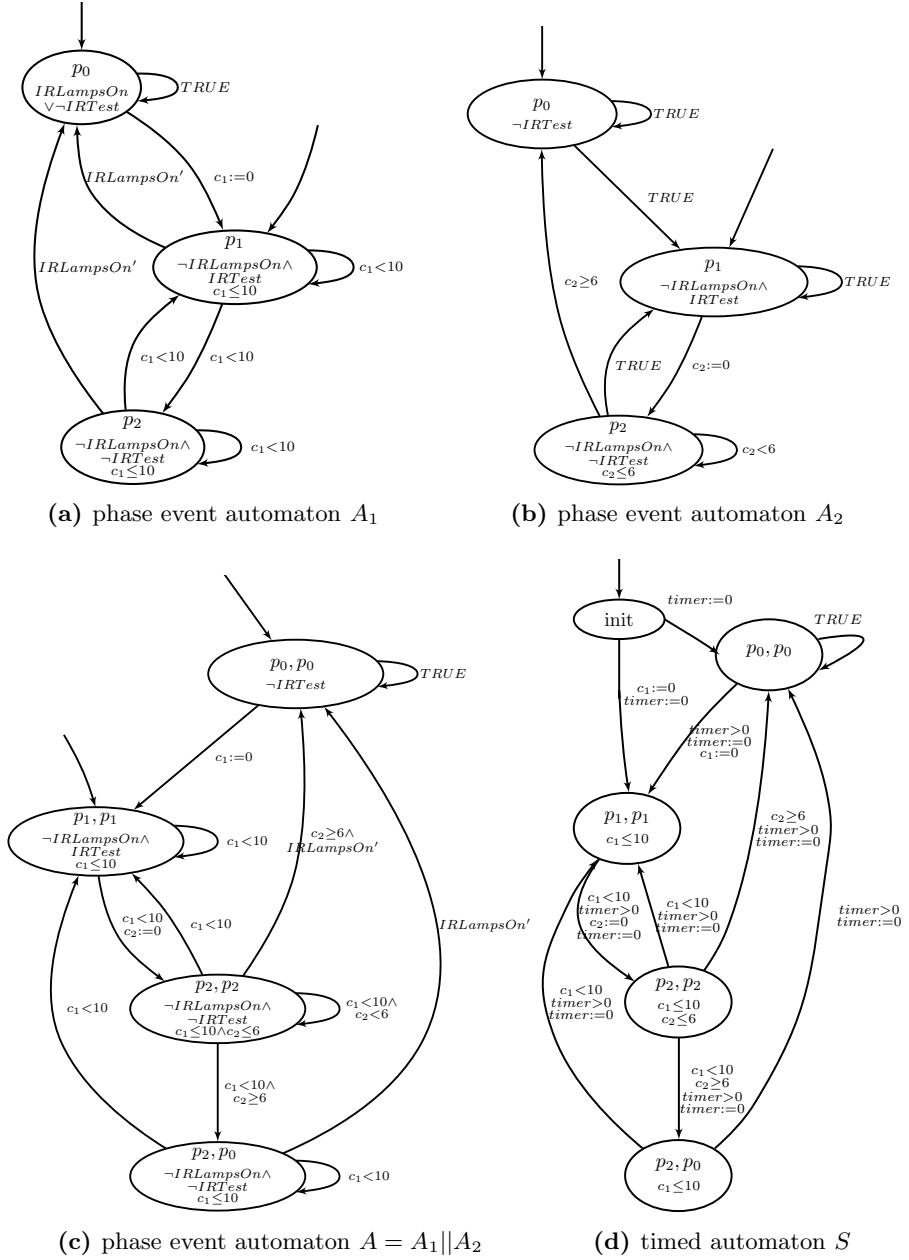 p₀
IRLampsOn
∨¬IRTest
TRUE
IRLampsOn′
c₁:=0
IRLampsOn′
p₁
¬IRLampsOn∧
IRTest
c₁≤10
c₁<10
c₁<10
c₁<10
p₂
¬IRLampsOn∧
¬IRTest
c₁≤10
c₁<10
(a) phase event automaton A₁
p₀
¬IRTest
TRUE
TRUE
c₂≥6
p₁
¬IRLampsOn∧
IRTest
TRUE
TRUE
c₂:=0
p₂
¬IRLampsOn∧
¬IRTest
c₂≤6
c₂<6
(b) phase event automaton A₂
p₀, p₀
¬IRTest
TRUE
c₁:=0
p₁, p₁
¬IRLampsOn∧
IRTest
c₁≤10
c₁<10
c₂≥6∧
IRLampsOn′
c₁<10
c₂:=0
c₁<10
IRLampsOn′
c₁<10
p₂, p₂
¬IRLampsOn∧
¬IRTest
c₁≤10∧c₂≤6
c₁<10∧
c₂<6
c₁<10∧
c₂≥6
p₂, p₀
¬IRLampsOn∧
¬IRTest
c₁≤10
c₁<10
(c) phase event automaton A = A₁||A₂
init
timer:=0
TRUE
p₀, p₀
c₁:=0
timer:=0
timer>0
timer:=0
c₁:=0
p₁, p₁
c₁≤10
c₂≥6
timer>0
timer:=0
c₁<10
timer>0
c₂:=0
timer:=0
c₁<10
timer>0
timer:=0
timer>0
timer:=0
c₁<10
timer>0
timer:=0
p₂, p₂
c₁≤10
c₂≤6
c₁<10
c₂≥6
timer>0
timer:=0
p₂, p₀
c₁≤10
(d) timed automaton S